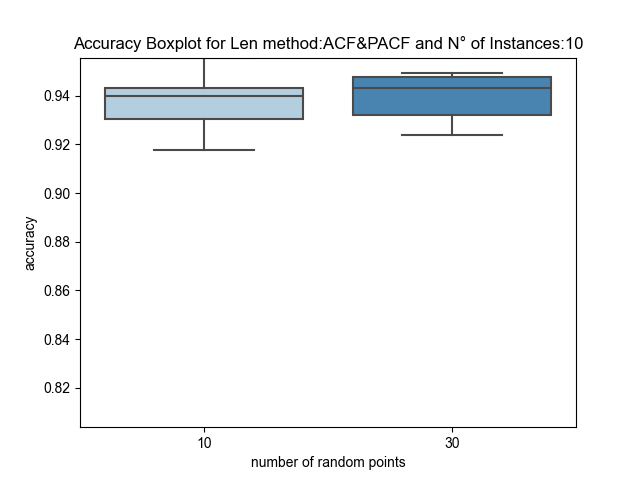 Accuracy Boxplot for Len method:ACF&PACF and N° of Instances:10
0.94
0.92
0.90
0.88
0.86
0.84
0.82
accuracy
10 30
number of random points